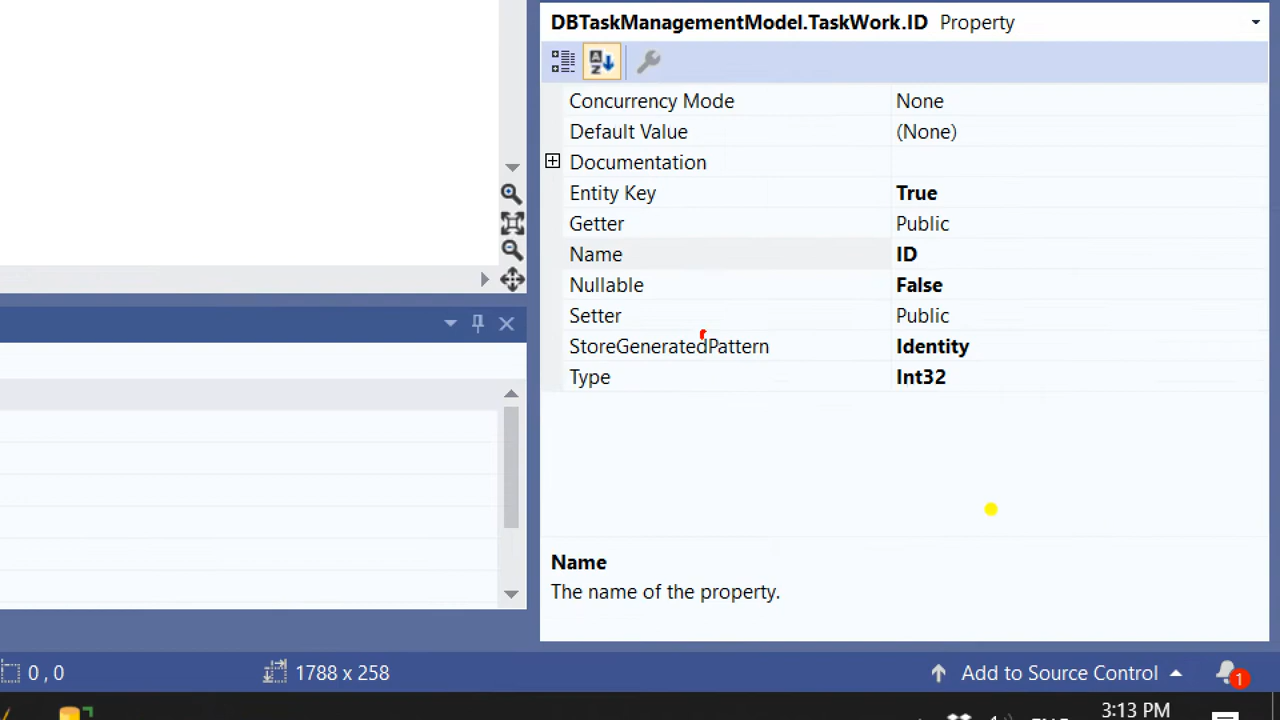 DBTaskManagementModel.TaskWork.ID Property
Concurrency Mode None
Default Value (None)
Documentation
Entity Key True
Getter Public
Name ID
Nullable False
Setter Public
StoreGeneratedPattern Identity
Type Int32
Name
The name of the property.
0 , 0 1788 x 258 Add to Source Control 1
3:13 PM